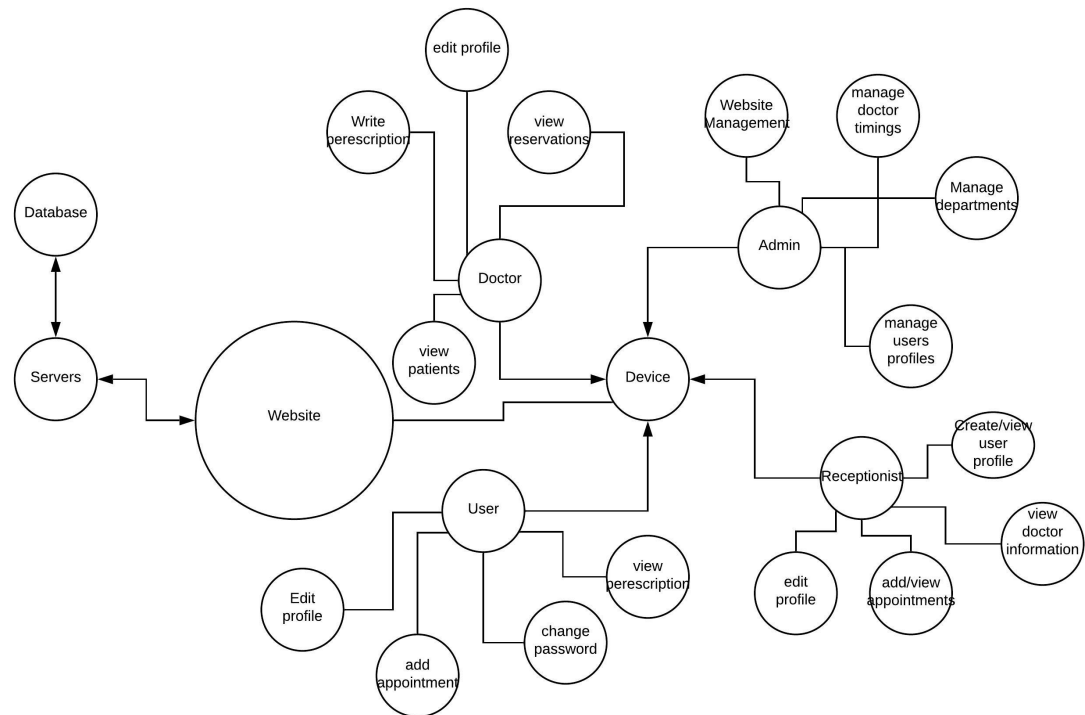 edit profile
Write
perescription
view
reservations
Website
Management
manage
doctor
timings
Manage
departments
Database
Doctor
Admin
view
patients
manage
users
profiles
Servers
Website
Device
Create/view
user
profile
Receptionist
User
view
doctor
information
view
perescription
Edit
profile
edit
profile
add/view
appointments
change
password
add
appointment